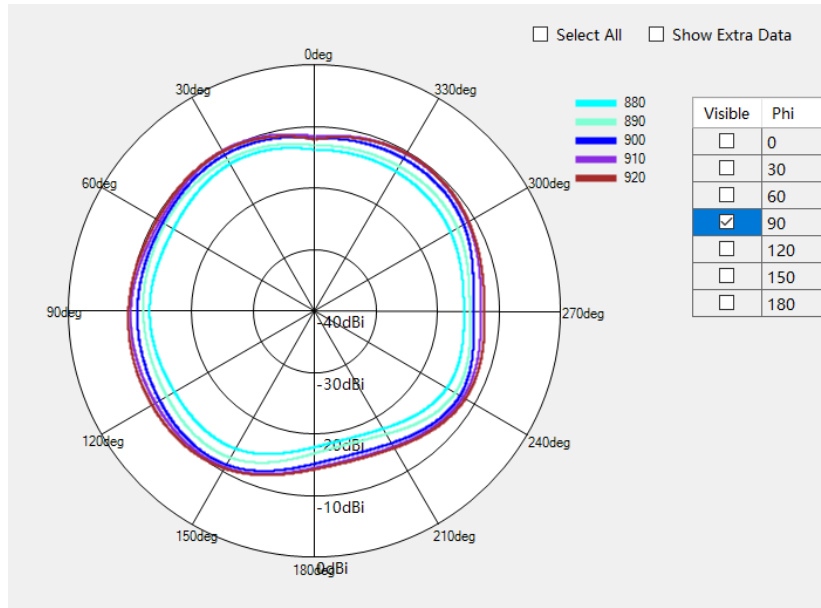 Select All
Show Extra Data
0deg
30deg
330deg
60deg
300deg
90deg
270deg
120deg
240deg
150deg
210deg
180deg
-40dBi
-30dBi
-20dBi
-10dBi
0dBi
880
890
900
910
920
Visible Phi
0
30
60
90
120
150
180